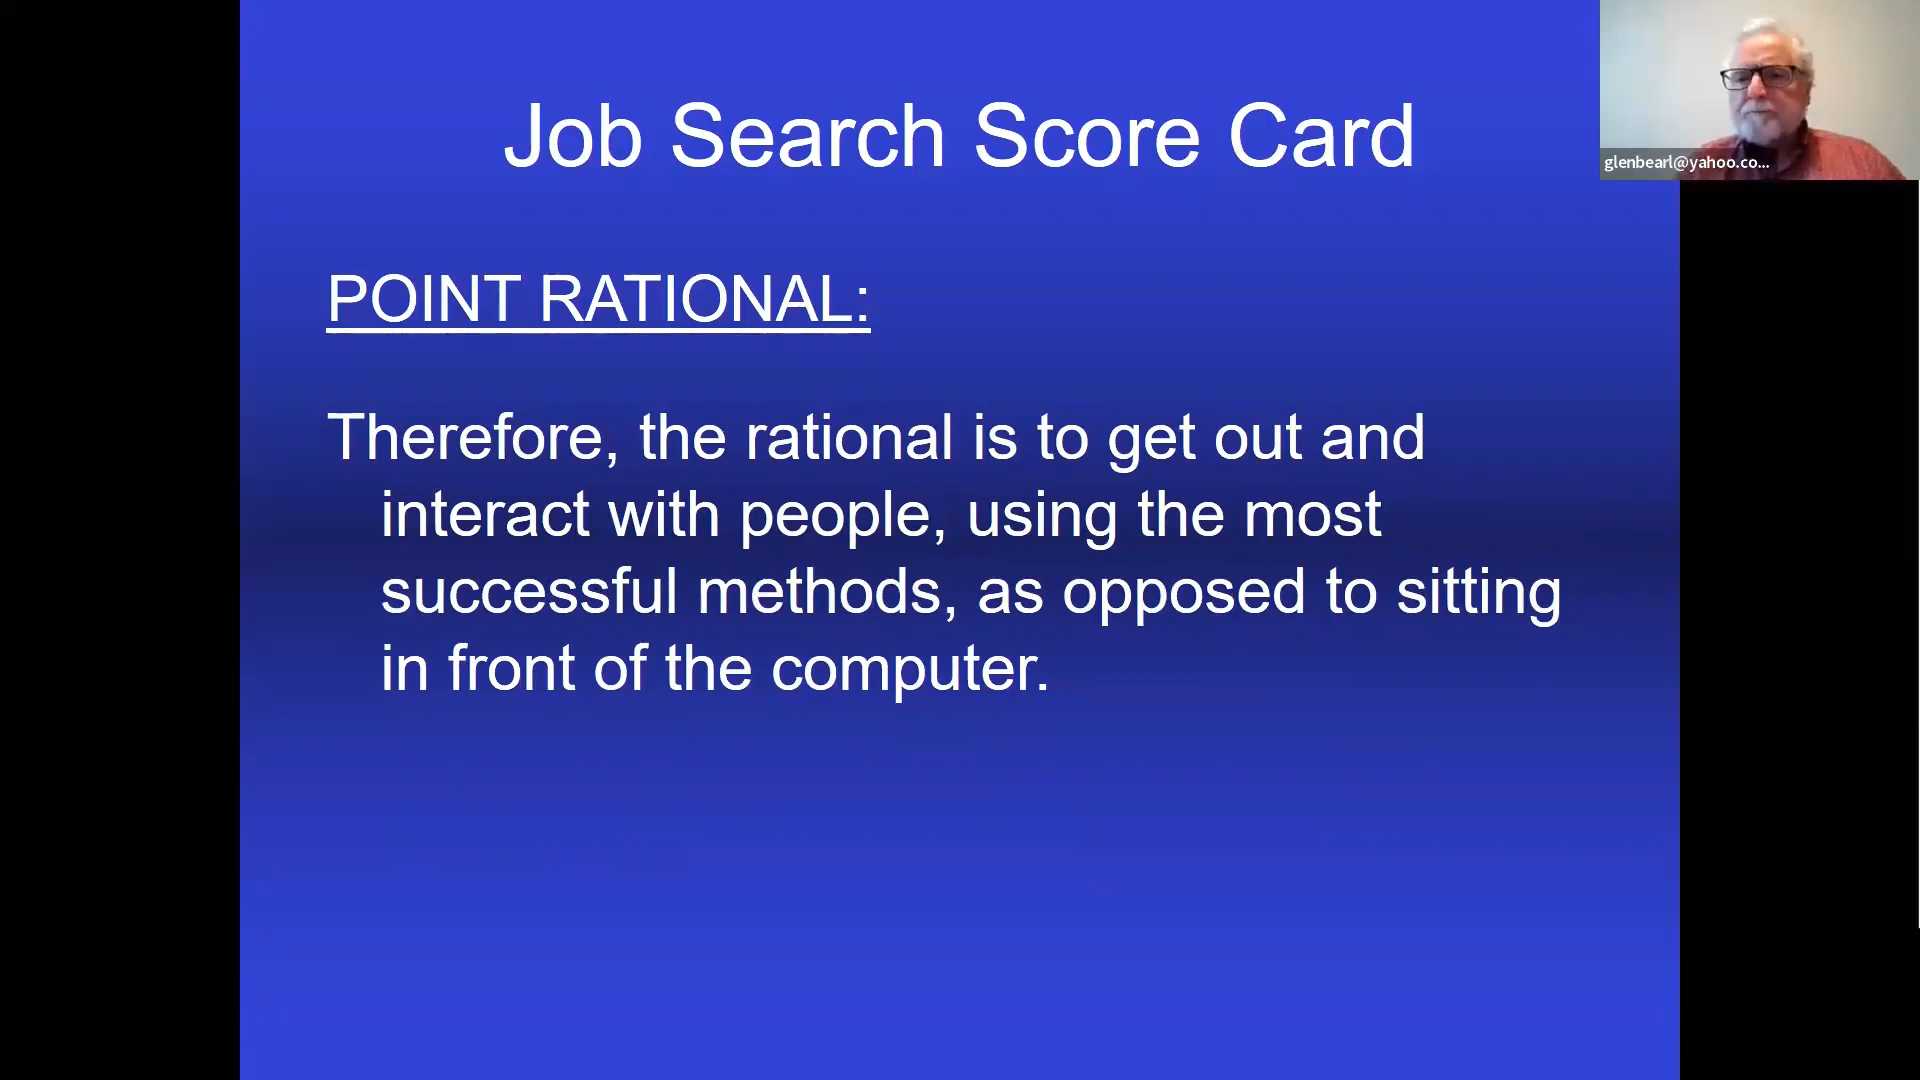 Job Search Score Card
glenbearl@yahoo.co...
POINT RATIONAL:
Therefore, the rational is to get out and
interact with people, using the most
successful methods, as opposed to sitting
in front of the computer.